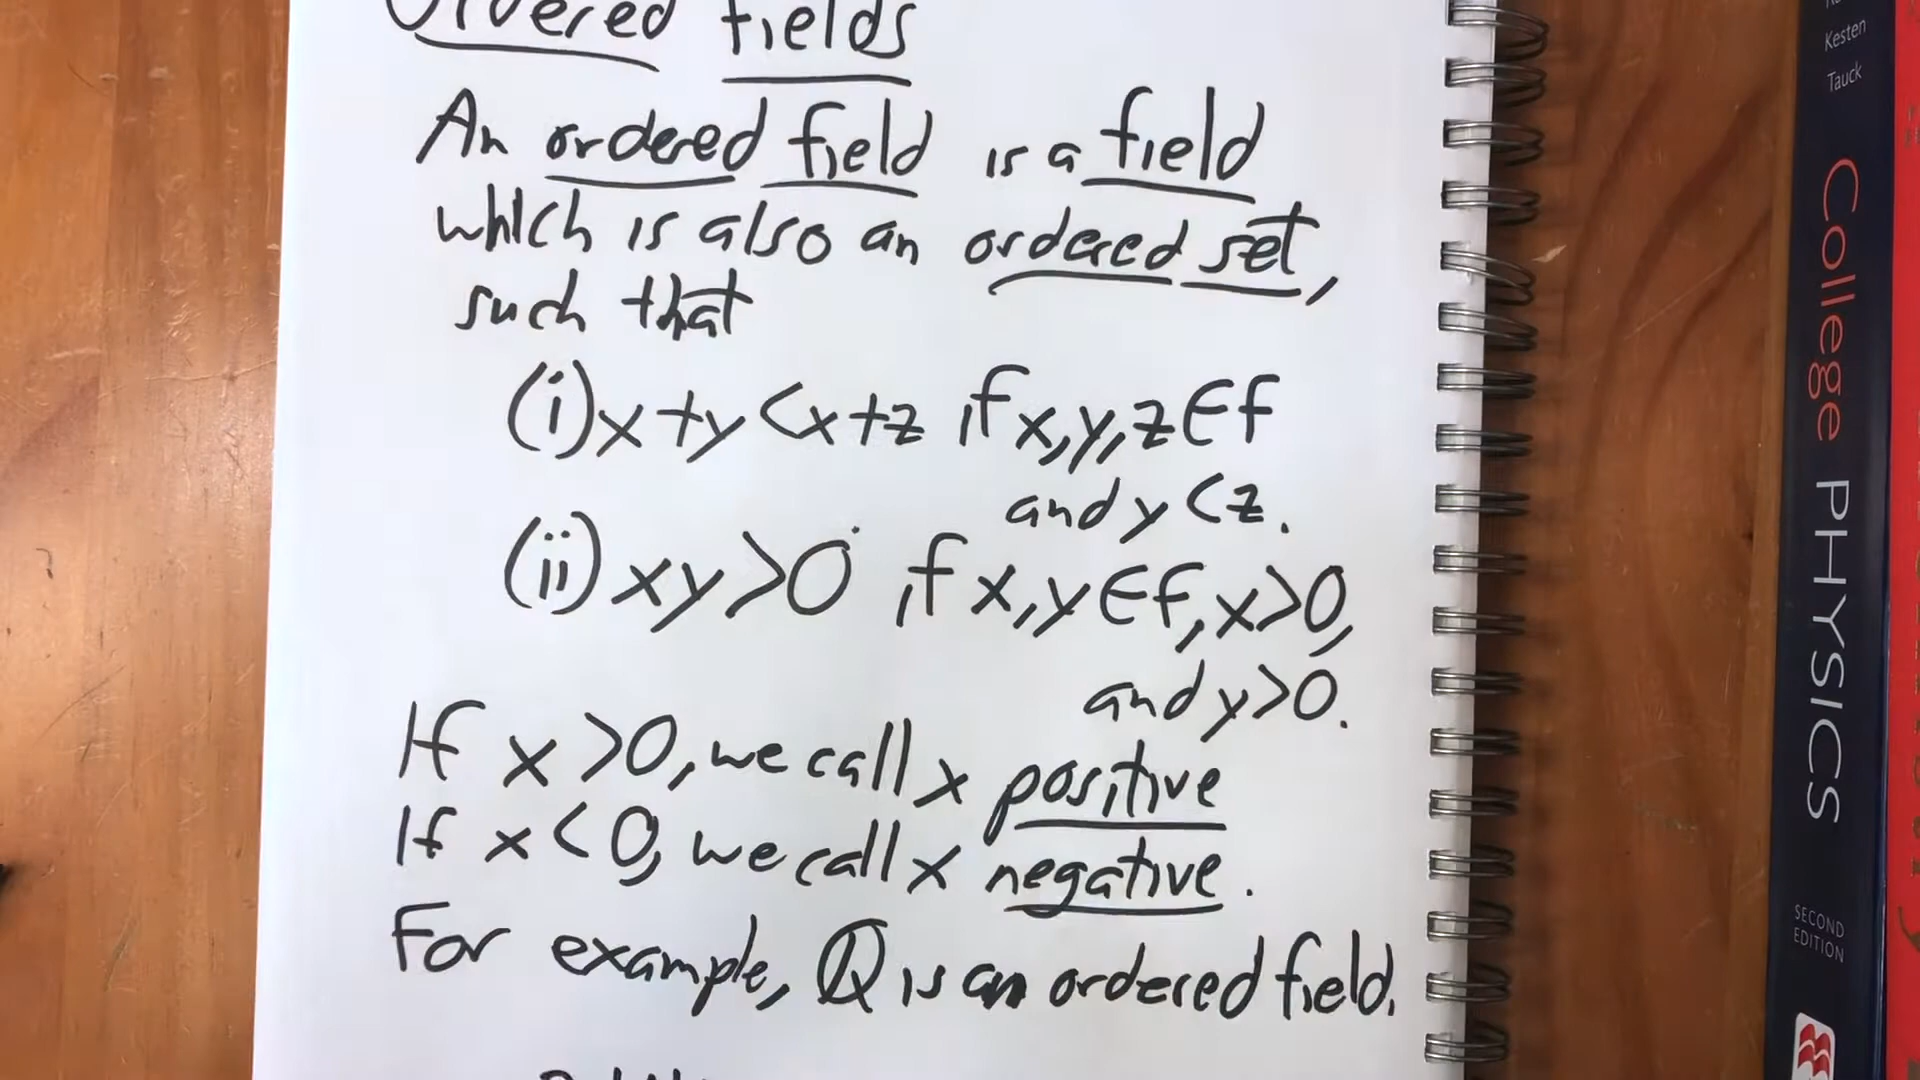 Ordered fields
An ordered field is a field
which is also an ordered set,
such that
(i) x+y<x+z if x,y,z∈F
and y<z.
(ii) xy>0 if x,y∈F, x>0,
and y>0.
If x>0, we call x positive
If x<0, we call x negative.
For example, Q is an ordered field.
Kesten
Tauck
College PHYSICS
SECOND
EDITION